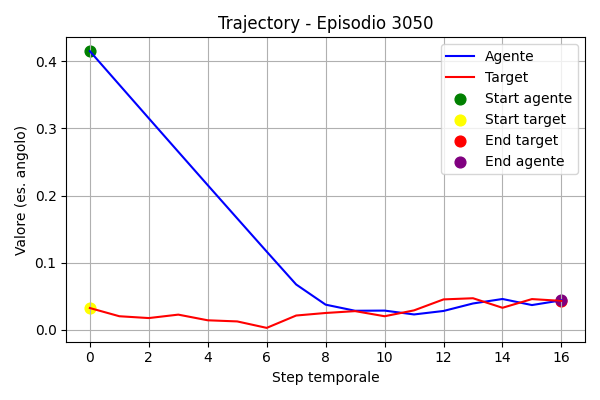 Trajectory - Episodio 3050
Valore (es. angolo)
0.4
0.3
0.2
0.1
0.0
Agente
Target
Start agente
Start target
End target
End agente
0 2 4 6 8 10 12 14 16
Step temporale